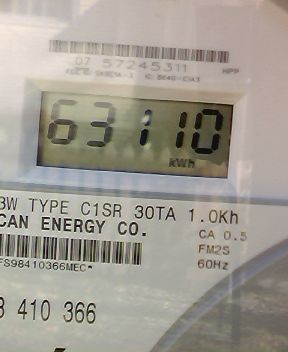 07 57245311
HPP
63110
kWh
3W TYPE C1SR 30TA 1.0Kh
CAN ENERGY CO.
CA 0.5
FM2S
60Hz
FS98410366MEC*
410 366